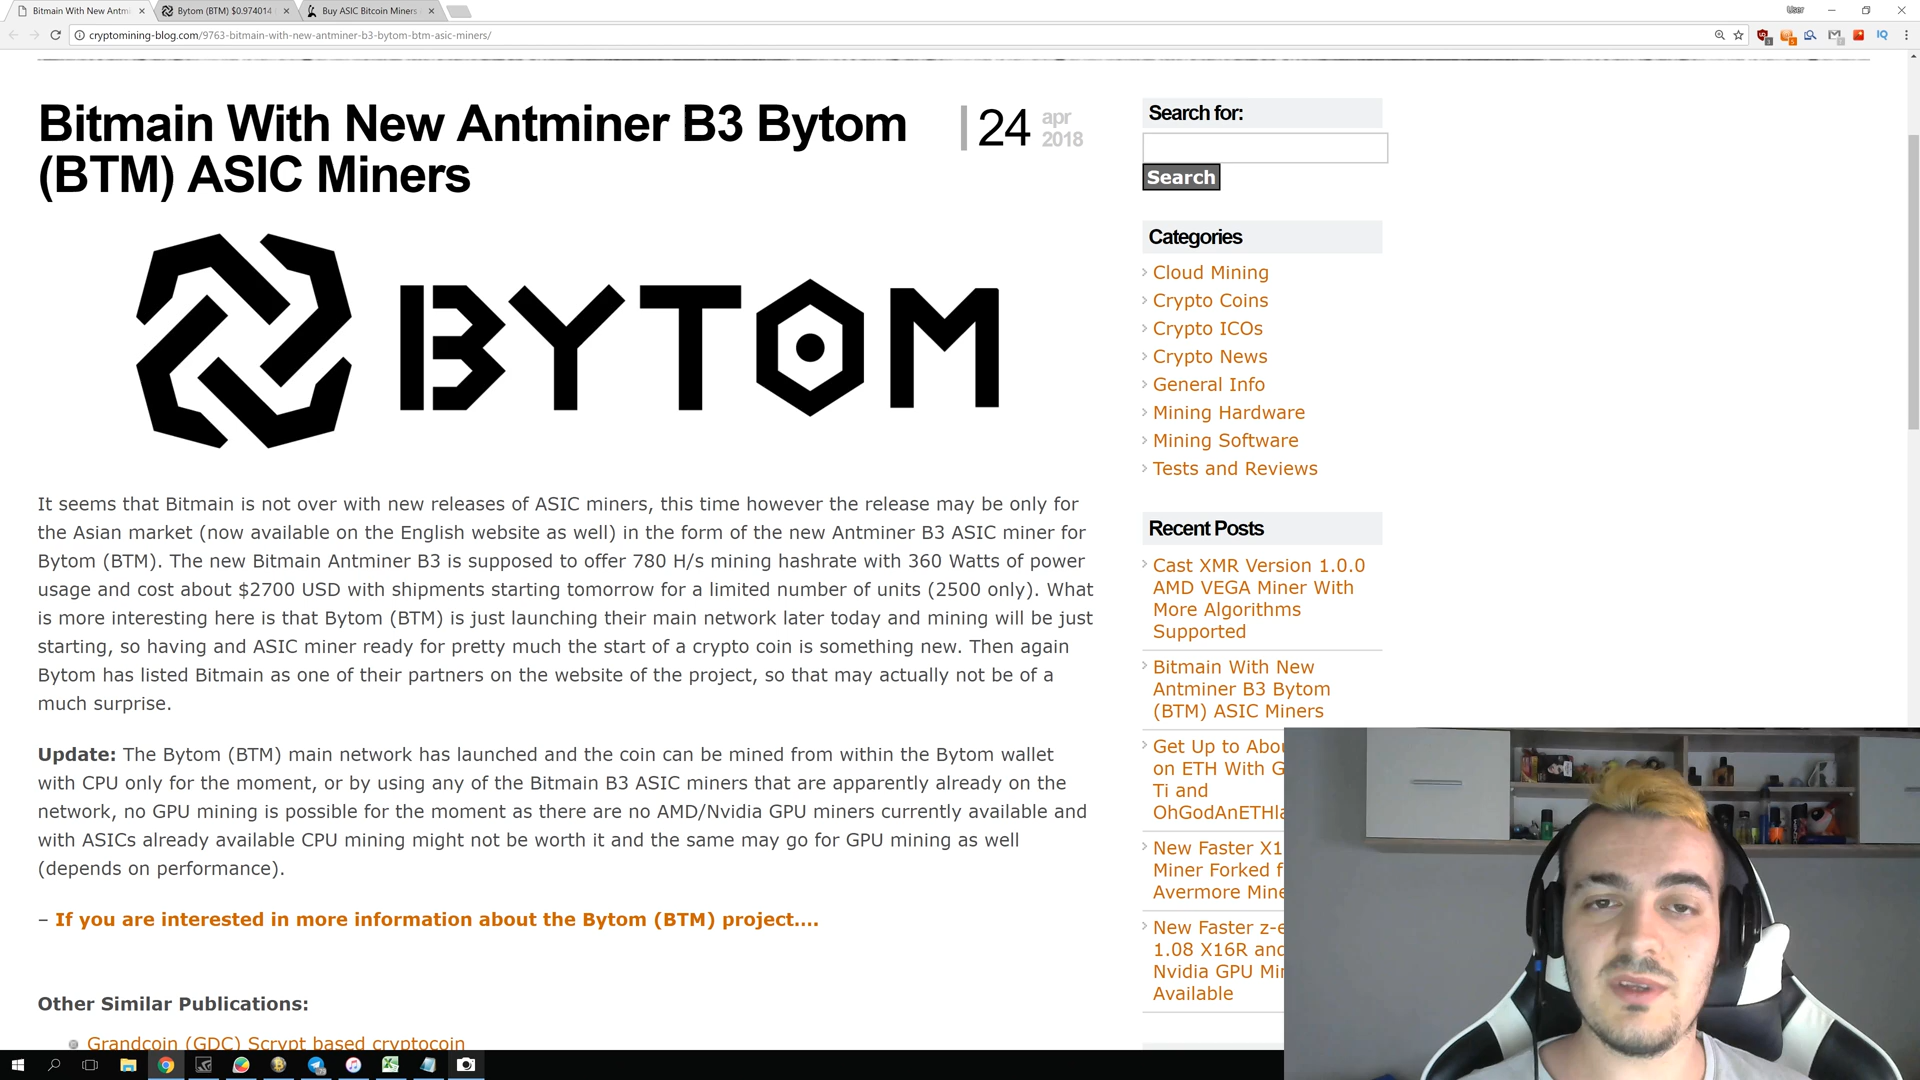 Bitmain With New Antm
Bytom (BTM) $0.974014
Buy ASIC Bitcoin Miners
User
cryptomining-blog.com/9763-bitmain-with-new-antminer-b3-bytom-btm-asic-miners/
Bitmain With New Antminer B3 Bytom
(BTM) ASIC Miners
24
apr
2018
BYTOM
It seems that Bitmain is not over with new releases of ASIC miners, this time however the release may be only for
the Asian market (now available on the English website as well) in the form of the new Antminer B3 ASIC miner for
Bytom (BTM). The new Bitmain Antminer B3 is supposed to offer 780 H/s mining hashrate with 360 Watts of power
usage and cost about $2700 USD with shipments starting tomorrow for a limited number of units (2500 only). What
is more interesting here is that Bytom (BTM) is just launching their main network later today and mining will be just
starting, so having and ASIC miner ready for pretty much the start of a crypto coin is something new. Then again
Bytom has listed Bitmain as one of their partners on the website of the project, so that may actually not be of a
much surprise.
Update: The Bytom (BTM) main network has launched and the coin can be mined from within the Bytom wallet
with CPU only for the moment, or by using any of the Bitmain B3 ASIC miners that are apparently already on the
network, no GPU mining is possible for the moment as there are no AMD/Nvidia GPU miners currently available and
with ASICs already available CPU mining might not be worth it and the same may go for GPU mining as well
(depends on performance).
– If you are interested in more information about the Bytom (BTM) project....
Other Similar Publications:
Grandcoin (GDC) Scrypt based cryptocoin
Search for:
Search
Categories
Cloud Mining
Crypto Coins
Crypto ICOs
Crypto News
General Info
Mining Hardware
Mining Software
Tests and Reviews
Recent Posts
Cast XMR Version 1.0.0
AMD VEGA Miner With
More Algorithms
Supported
Bitmain With New
Antminer B3 Bytom
(BTM) ASIC Miners
Get Up to Abou
on ETH With G
Ti and
OhGodAnETHla
New Faster X1
Miner Forked f
Avermore Mine
New Faster z-e
1.08 X16R and
Nvidia GPU Mi
Available